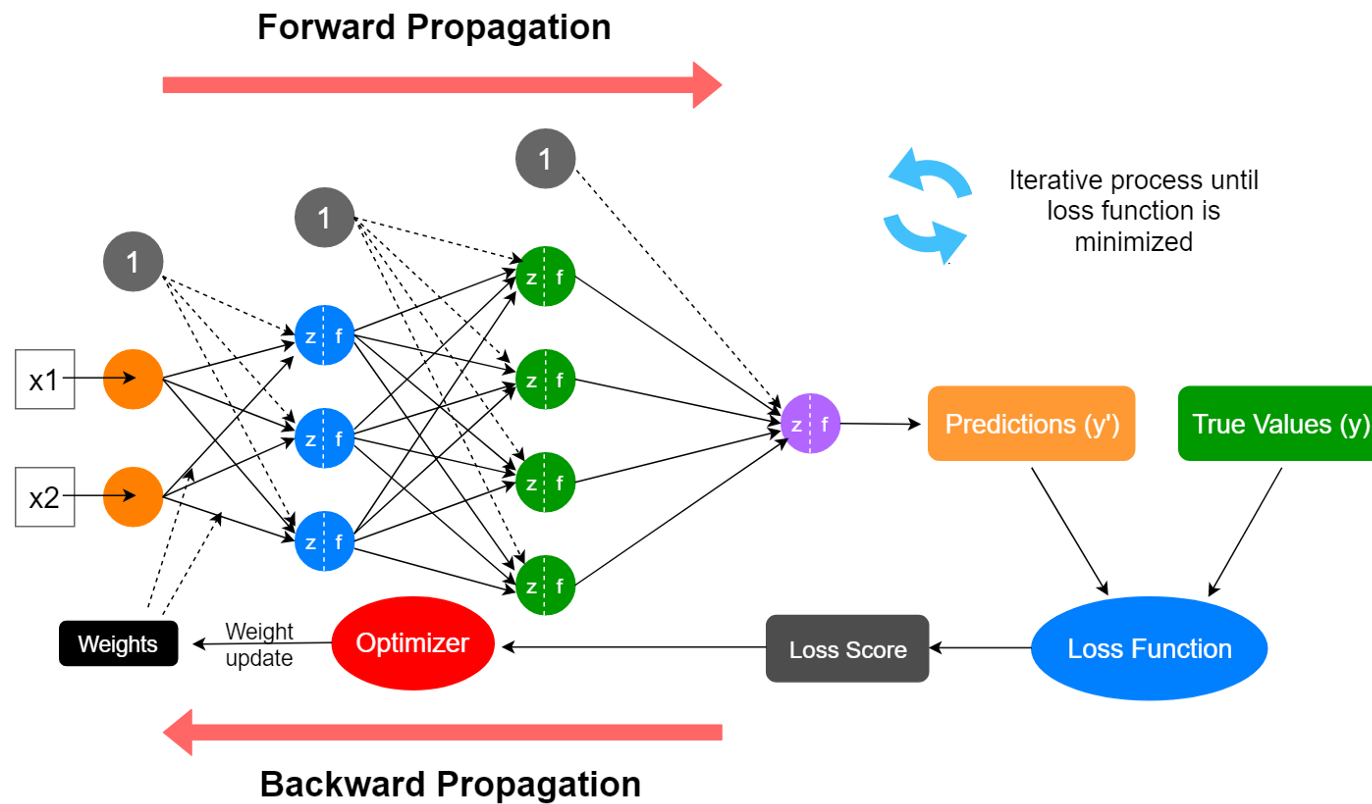 Forward Propagation
1
1
1
Iterative process until
loss function is
minimized
z f
z f
x1
z f
z f
z f
Predictions (y')
True Values (y)
z f
x2
z f
z f
Weights
Weight
update
Optimizer
Loss Score
Loss Function
Backward Propagation